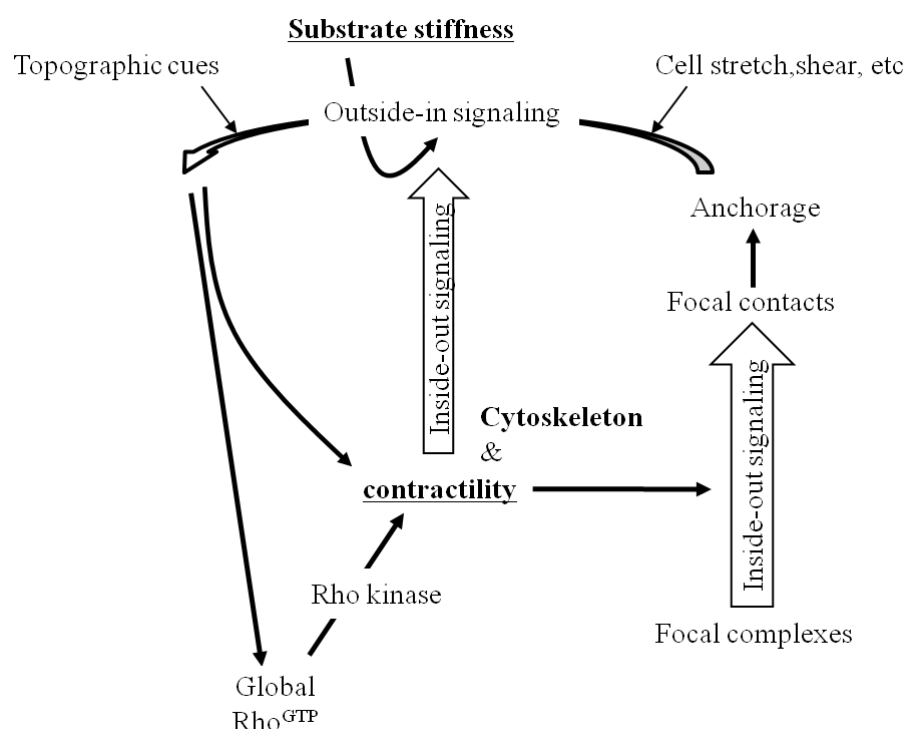 Substrate stiffness
Topographic cues
Cell stretch,shear, etc
Outside-in signaling
Anchorage
Inside-out signaling
Focal contacts
Cytoskeleton
&
contractility
Inside-out signaling
Rho kinase
Focal complexes
Global
Rho^GTP